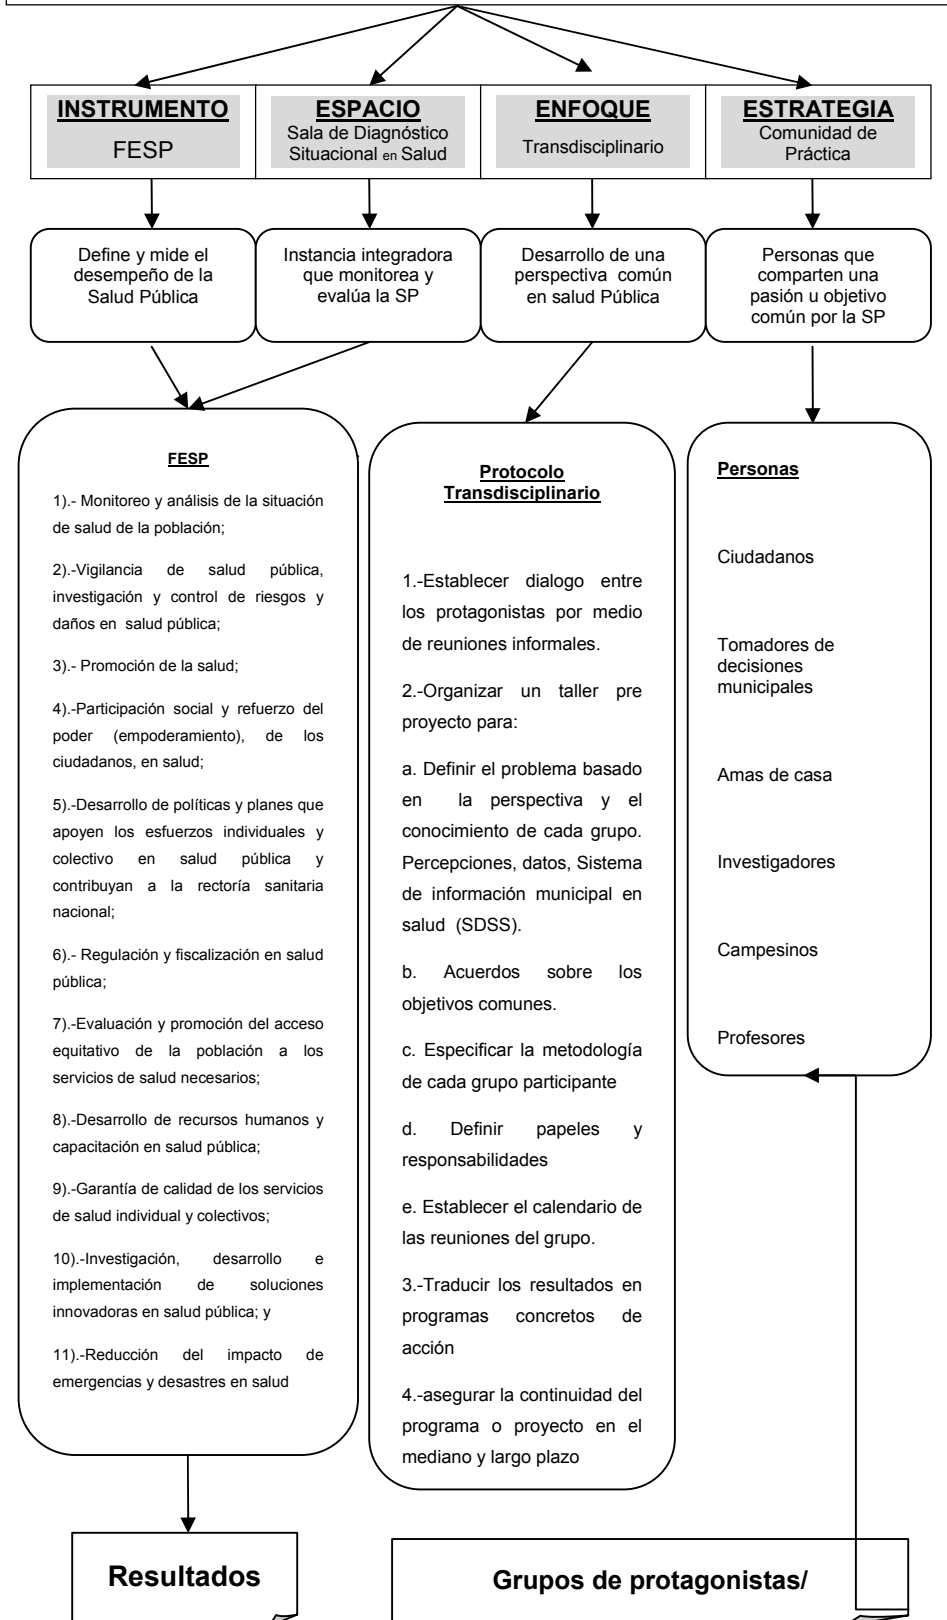 INSTRUMENTO
FESP
ESPACIO
Sala de Diagnóstico
Situacional en Salud
ENFOQUE
Transdisciplinario
ESTRATEGIA
Comunidad de
Práctica
Define y mide el
desempeño de la
Salud Pública
Instancia integradora
que monitorea y
evalúa la SP
Desarrollo de una
perspectiva común
en salud Pública
Personas que
comparten una
pasión u objetivo
común por la SP
FESP
1).- Monitoreo y análisis de la situación
de salud de la población;
2).-Vigilancia de salud pública,
investigación y control de riesgos y
daños en salud pública;
3).- Promoción de la salud;
4).-Participación social y refuerzo del
poder (empoderamiento), de los
ciudadanos, en salud;
5).-Desarrollo de políticas y planes que
apoyen los esfuerzos individuales y
colectivo en salud pública y
contribuyan a la rectoría sanitaria
nacional;
6).- Regulación y fiscalización en salud
pública;
7).-Evaluación y promoción del acceso
equitativo de la población a los
servicios de salud necesarios;
8).-Desarrollo de recursos humanos y
capacitación en salud pública;
9).-Garantía de calidad de los servicios
de salud individual y colectivos;
10).-Investigación, desarrollo e
implementación de soluciones
innovadoras en salud pública; y
11).-Reducción del impacto de
emergencias y desastres en salud
Protocolo
Transdisciplinario
1.-Establecer dialogo entre
los protagonistas por medio
de reuniones informales.
2.-Organizar un taller pre
proyecto para:
a. Definir el problema basado
en la perspectiva y el
conocimiento de cada grupo.
Percepciones, datos, Sistema
de información municipal en
salud (SDSS).
b. Acuerdos sobre los
objetivos comunes.
c. Especificar la metodología
de cada grupo participante
d. Definir papeles y
responsabilidades
e. Establecer el calendario de
las reuniones del grupo.
3.-Traducir los resultados en
programas concretos de
acción
4.-asegurar la continuidad del
programa o proyecto en el
mediano y largo plazo
Personas
Ciudadanos
Tomadores de
decisiones
municipales
Amas de casa
Investigadores
Campesinos
Profesores
Resultados
Grupos de protagonistas/